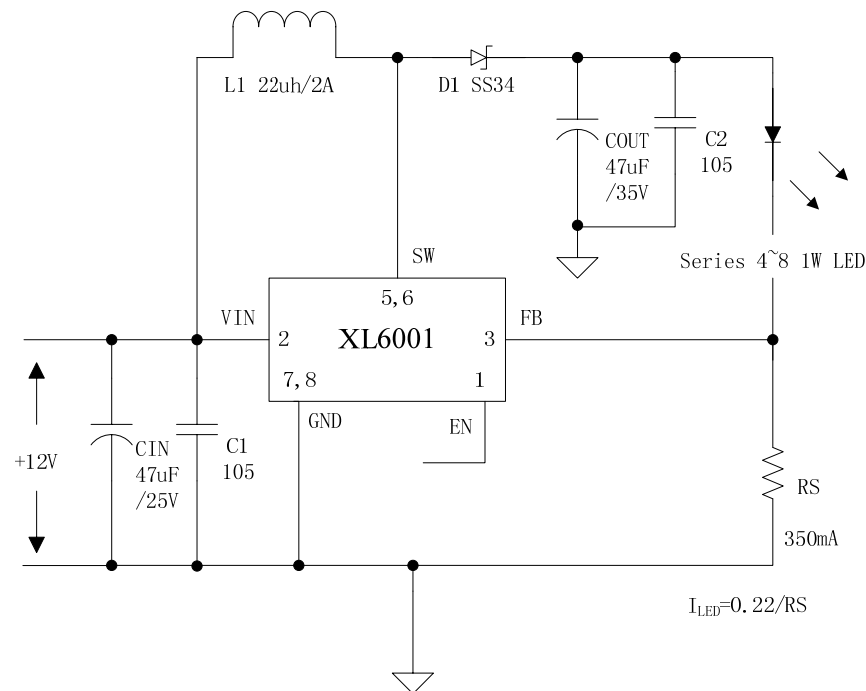 L1 22uh/2A
D1 SS34
COUT
47uF
/35V
C2
105
SW
Series 4~8 1W LED
5,6
VIN
FB
2
XL6001
3
7,8
1
GND
EN
+12V
CIN
47uF
/25V
C1
105
RS
350mA
I_LED=0.22/RS